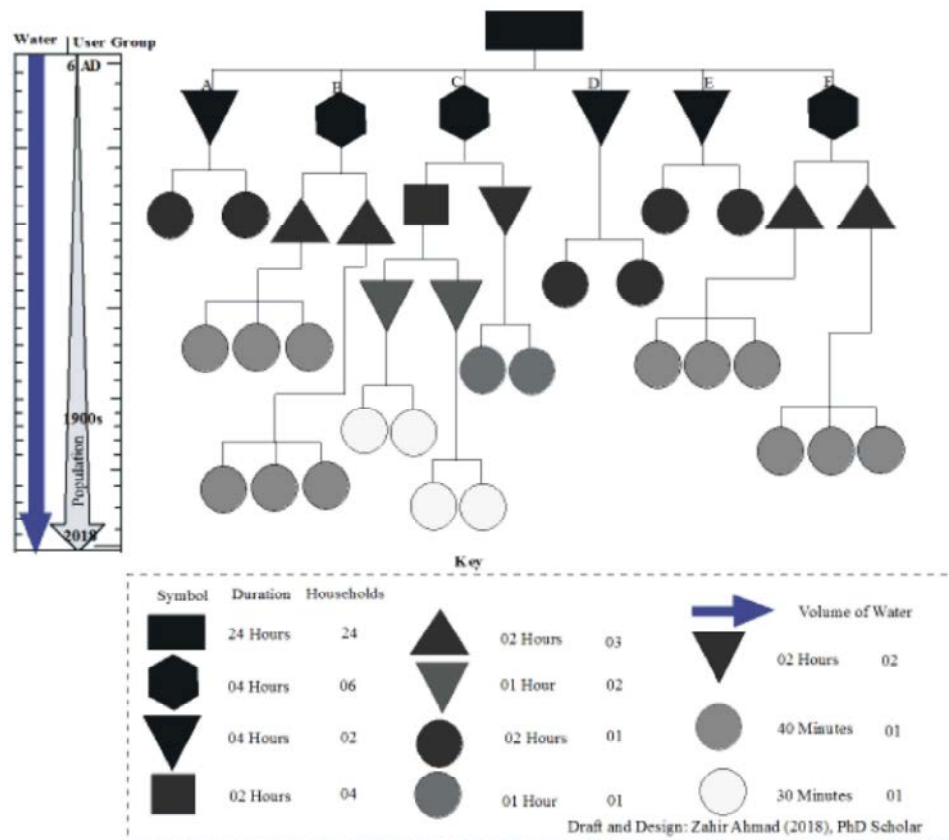 Water | User Group
6 AD
A B C D E F
1900s
Population
2018
Key
Symbol Duration Households
24 Hours 24
04 Hours 06
04 Hours 02
02 Hours 04
02 Hours 03
01 Hour 02
02 Hours 01
01 Hour 01
Volume of Water
02 Hours 02
40 Minutes 01
30 Minutes 01
Draft and Design: Zahir Ahmad (2018), PhD Scholar